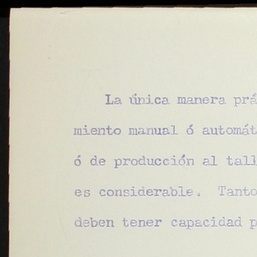 La única manera prá
miento manual ó automát
ó de producción al tall
es considerable. Tanto
deben tener capacidad p